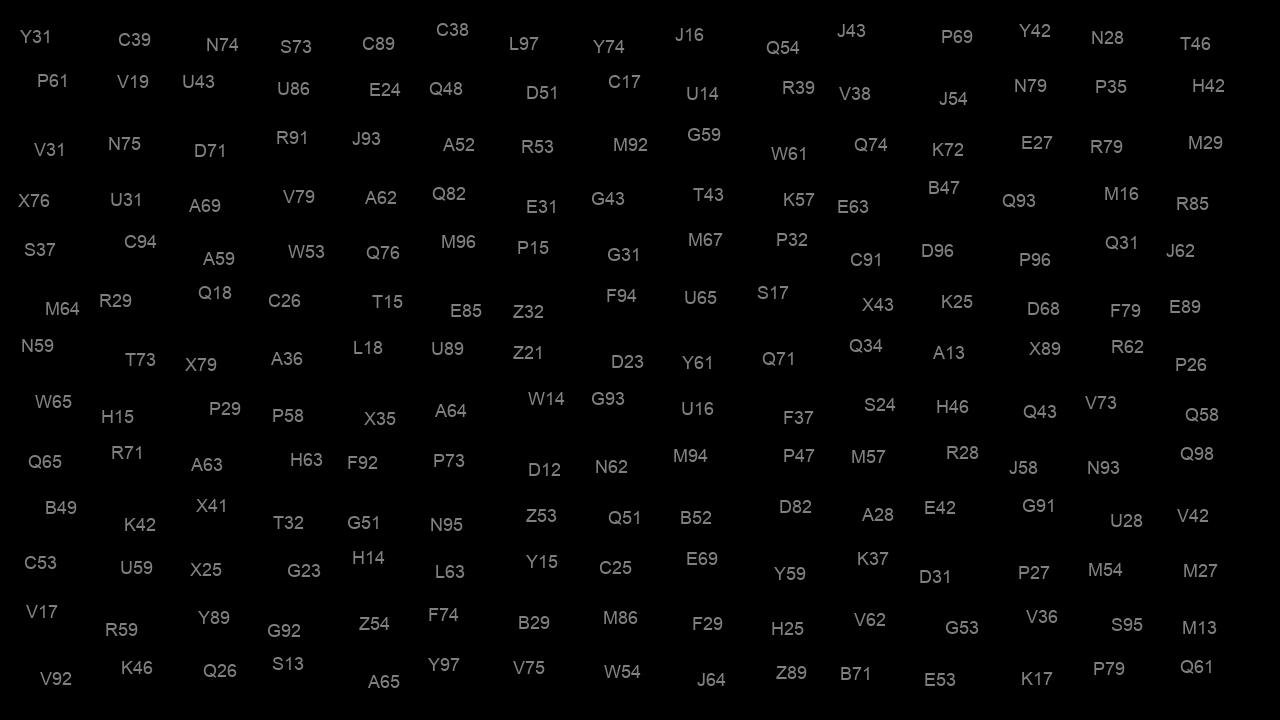 Y31 C39 N74 S73 C89 C38 L97 Y74 J16 Q54 J43 P69 Y42 N28 T46
P61 V19 U43 U86 E24 Q48 D51 C17 U14 R39 V38 J54 N79 P35 H42
V31 N75 D71 R91 J93 A52 R53 M92 G59 W61 Q74 K72 E27 R79 M29
X76 U31 A69 V79 A62 Q82 E31 G43 T43 K57 E63 B47 Q93 M16 R85
S37 C94 A59 W53 Q76 M96 P15 G31 M67 P32 C91 D96 P96 Q31 J62
M64 R29 Q18 C26 T15 E85 Z32 F94 U65 S17 X43 K25 D68 F79 E89
N59 T73 X79 A36 L18 U89 Z21 D23 Y61 Q71 Q34 A13 X89 R62 P26
W65 H15 P29 P58 X35 A64 W14 G93 U16 F37 S24 H46 Q43 V73 Q58
Q65 R71 A63 H63 F92 P73 D12 N62 M94 P47 M57 R28 J58 N93 Q98
B49 K42 X41 T32 G51 N95 Z53 Q51 B52 D82 A28 E42 G91 U28 V42
C53 U59 X25 G23 H14 L63 Y15 C25 E69 Y59 K37 D31 P27 M54 M27
V17 R59 Y89 G92 Z54 F74 B29 M86 F29 H25 V62 G53 V36 S95 M13
V92 K46 Q26 S13 A65 Y97 V75 W54 J64 Z89 B71 E53 K17 P79 Q61